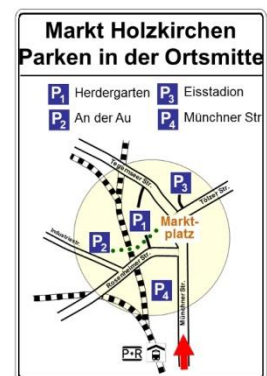 Markt Holzkirchen
Parken in der Ortsmitte
P1 Herdergarten P3 Eisstadion
P2 An der Au P4 Münchner Str
Tegernseer Str.
P3
Tölzer Str.
P1
Markt-
platz
Industriestr.
P2
Rosenheimer Str.
P4
Münchner Str.
P+R